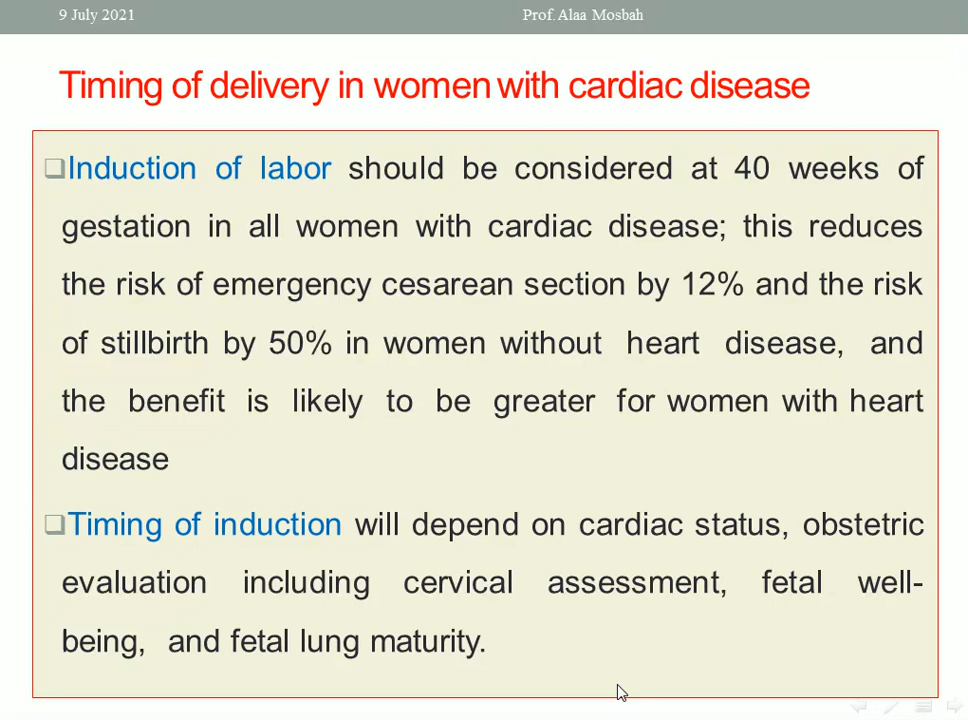 9 July 2021 Prof. Alaa Mosbah
Timing of delivery in women with cardiac disease
Induction of labor should be considered at 40 weeks of
gestation in all women with cardiac disease; this reduces
the risk of emergency cesarean section by 12% and the risk
of stillbirth by 50% in women without heart disease, and
the benefit is likely to be greater for women with heart
disease
Timing of induction will depend on cardiac status, obstetric
evaluation including cervical assessment, fetal well-
being, and fetal lung maturity.